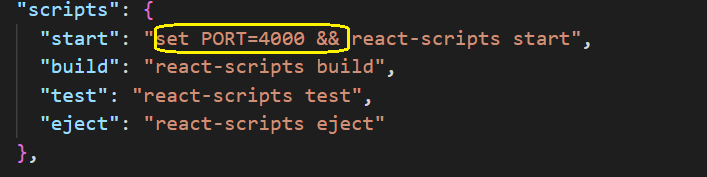 "scripts": {
"start": "set PORT=4000 && react-scripts start",
"build": "react-scripts build",
"test": "react-scripts test",
"eject": "react-scripts eject"
},